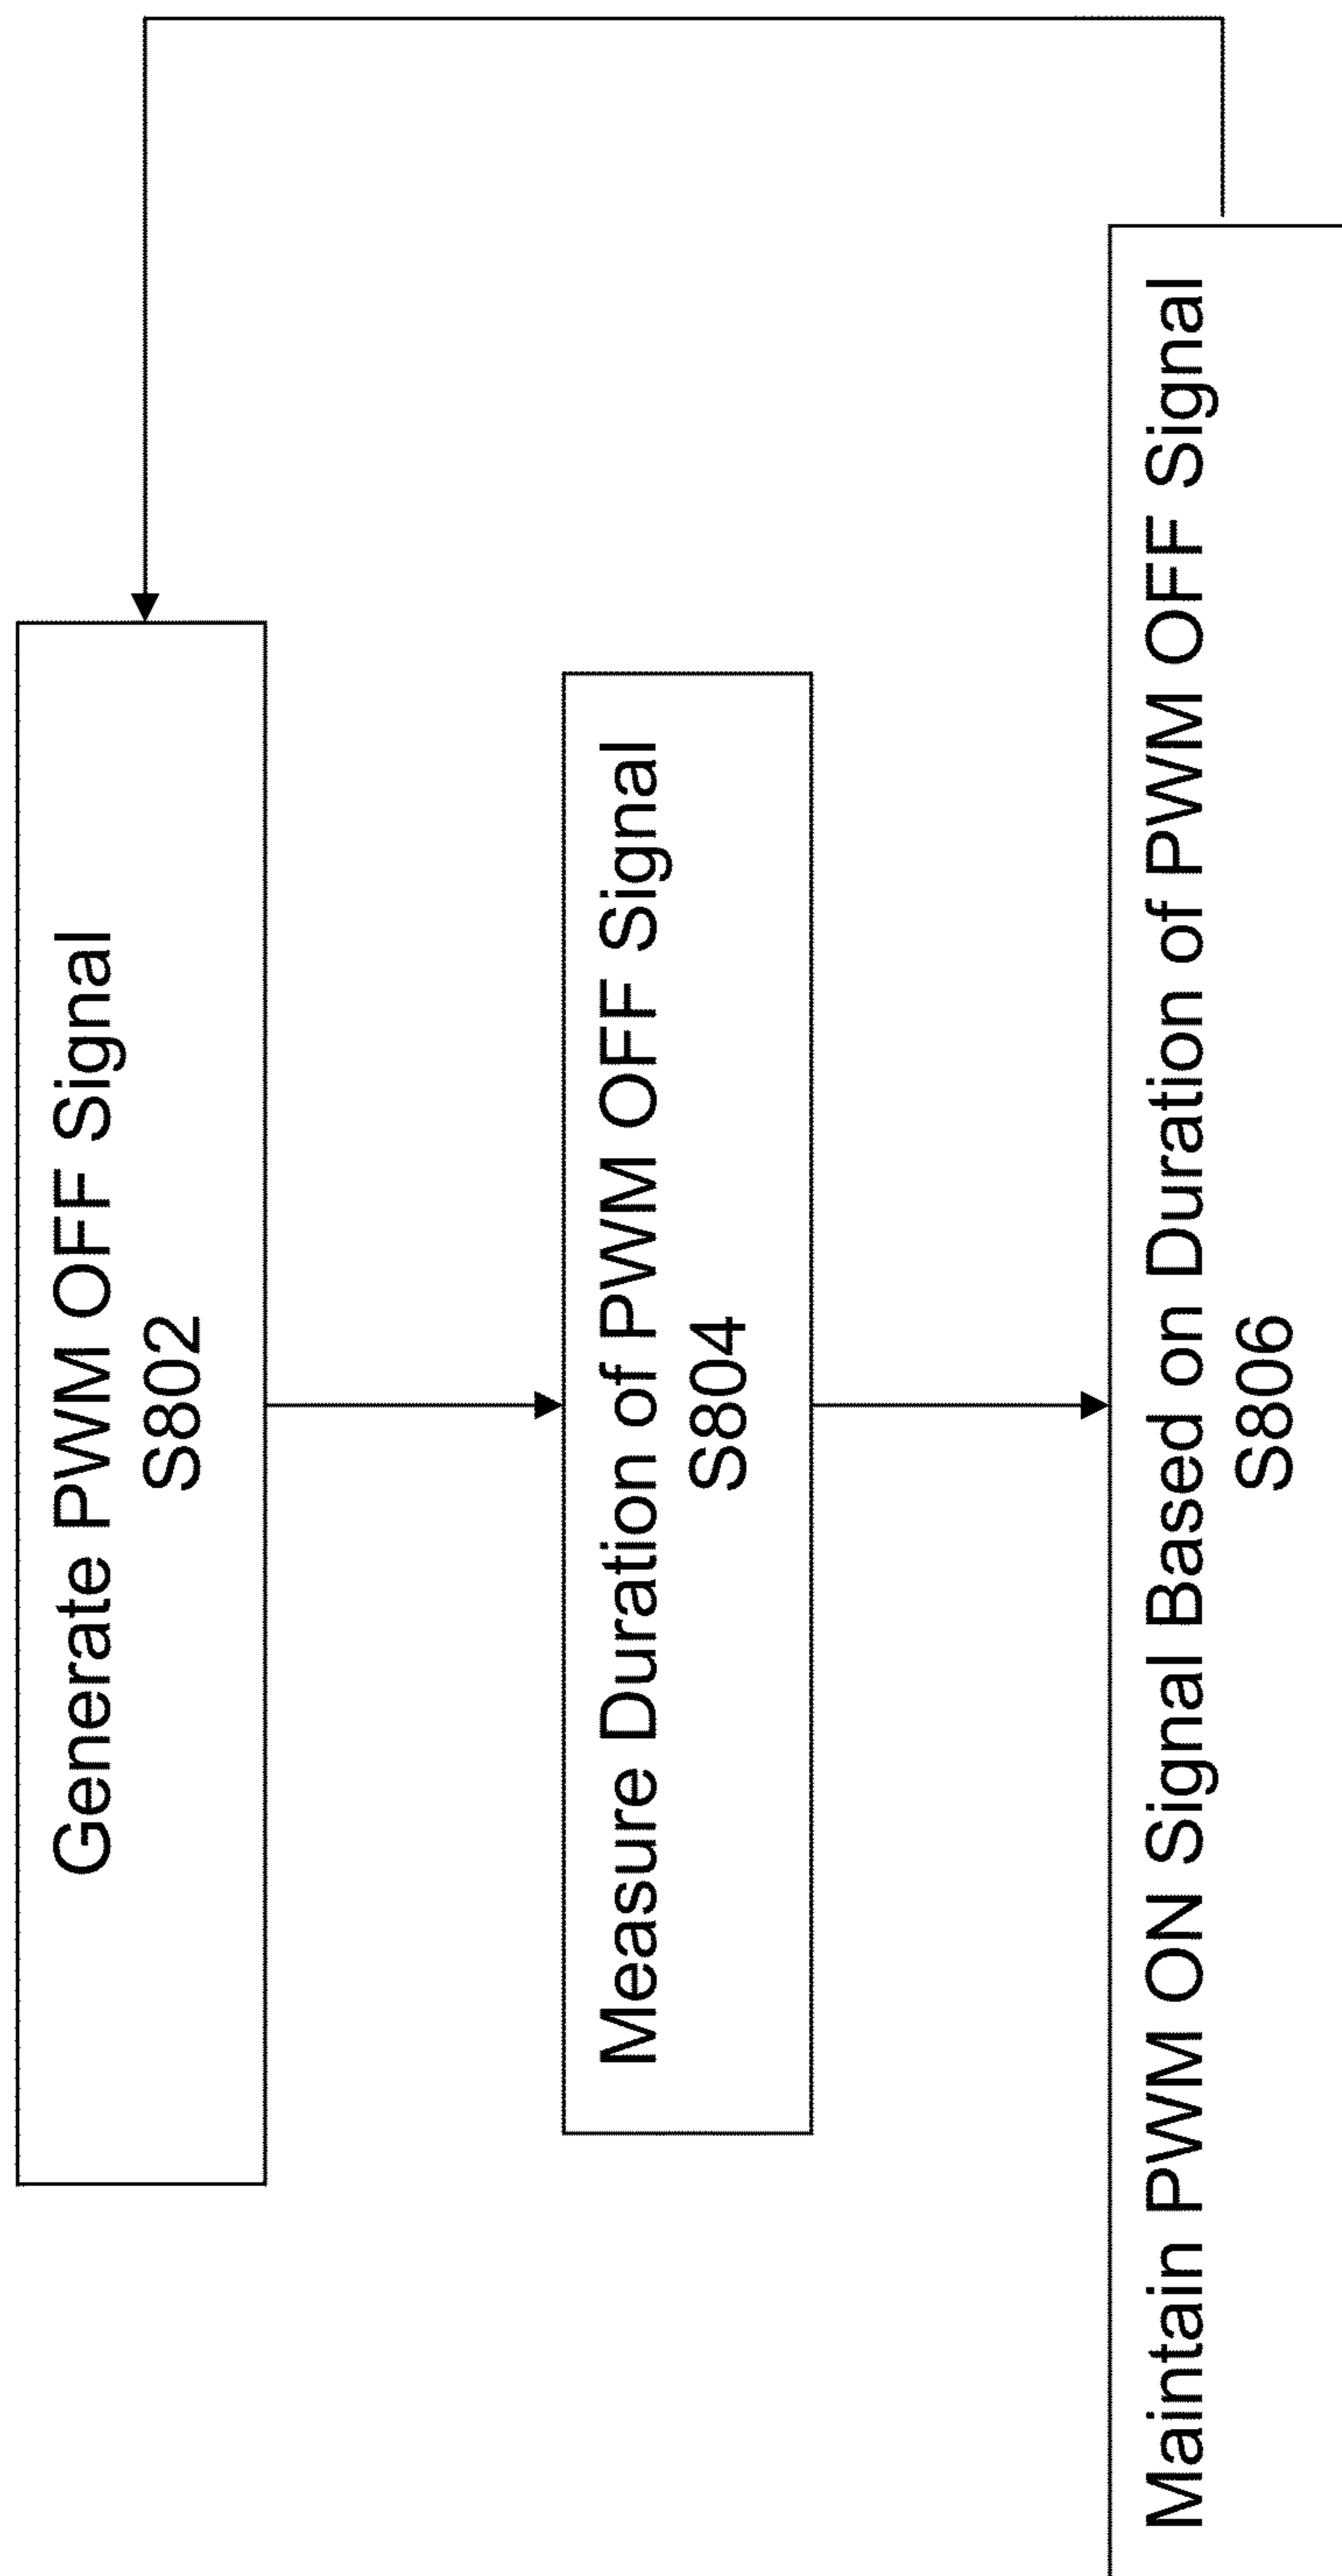 Generate PWM OFF Signal
S802
Measure Duration of PWM OFF Signal
S804
Maintain PWM ON Signal Based on Duration of PWM OFF Signal
S806